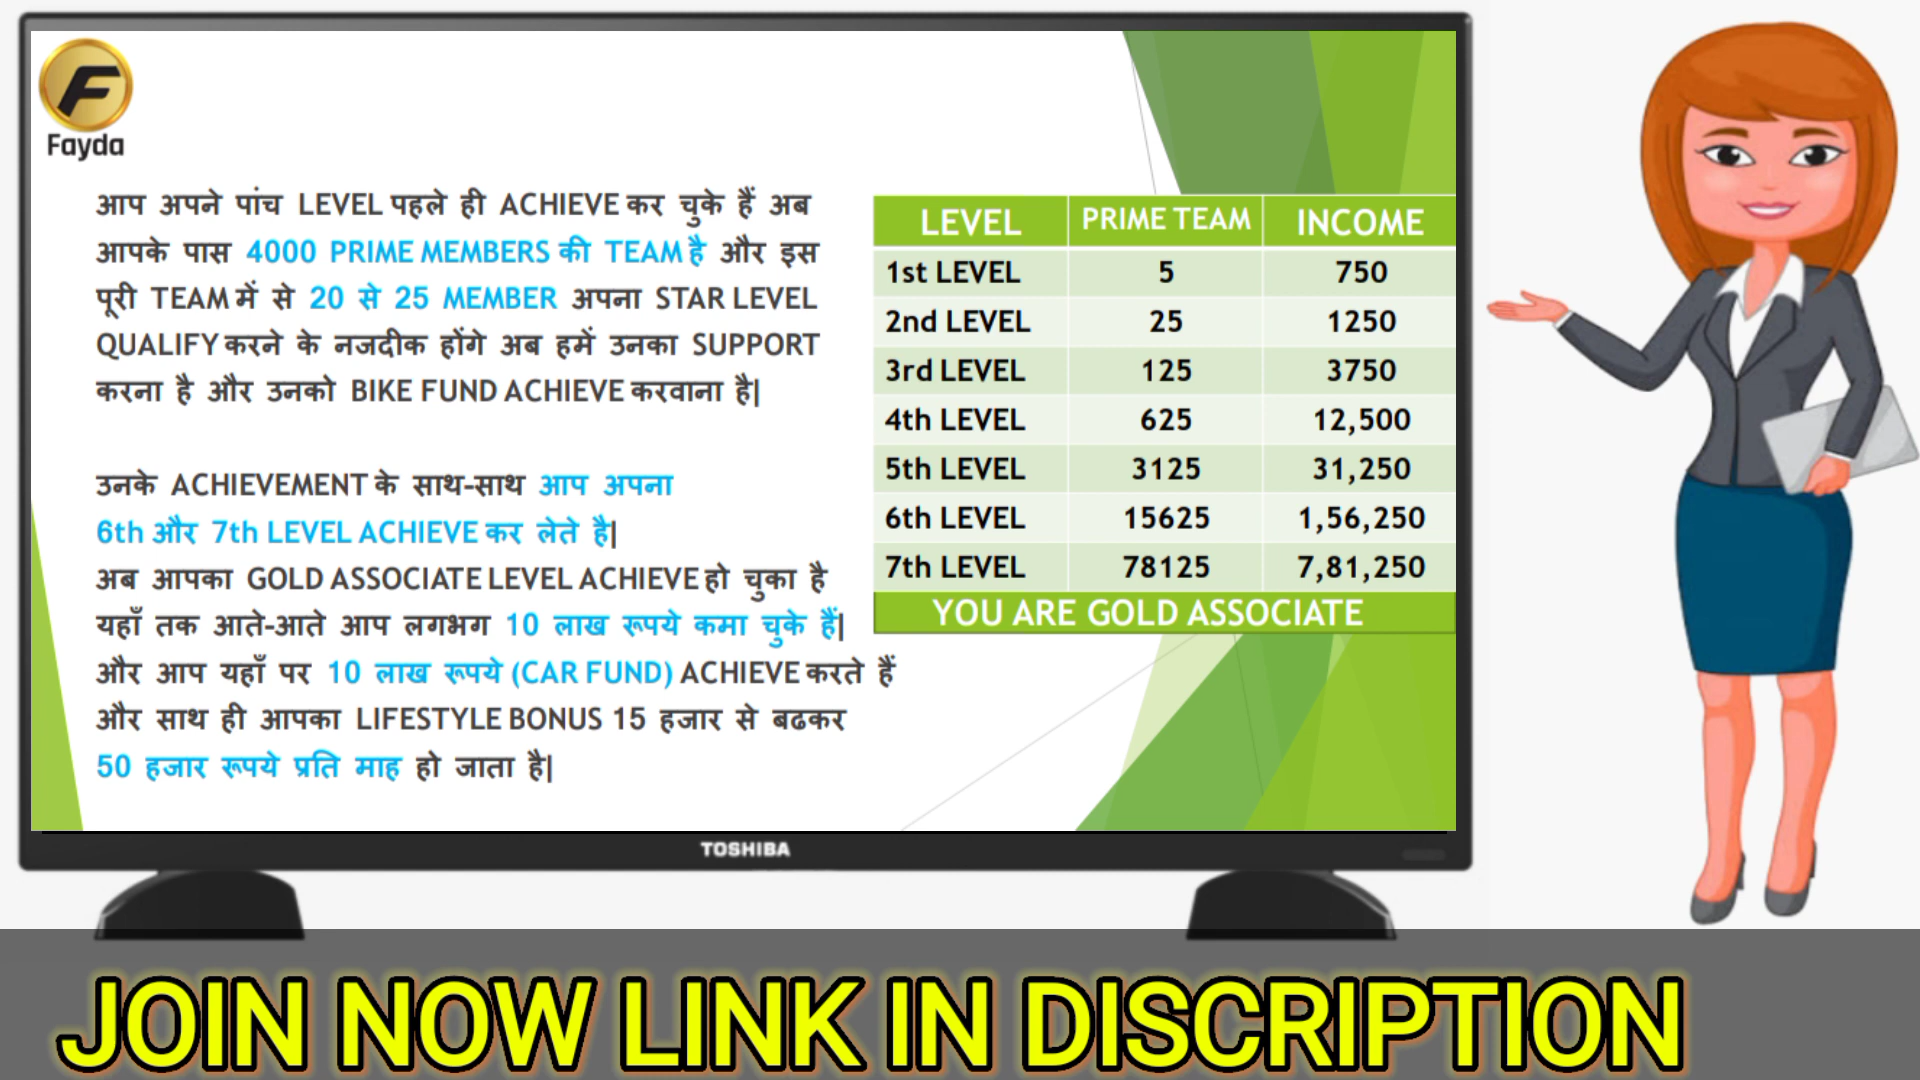 Fayda
आप अपने पांच LEVEL पहले ही ACHIEVE कर चुके हैं अब
आपके पास 4000 PRIME MEMBERS की TEAM है और इस
पूरी TEAM में से 20 से 25 MEMBER अपना STAR LEVEL
QUALIFY करने के नजदीक होंगे अब हमें उनका SUPPORT
करना है और उनको BIKE FUND ACHIEVE करवाना है|
उनके ACHIEVEMENT के साथ-साथ आप अपना
6th और 7th LEVEL ACHIEVE कर लेते है|
अब आपका GOLD ASSOCIATE LEVEL ACHIEVE हो चुका है
यहाँ तक आते-आते आप लगभग 10 लाख रूपये कमा चुके हैं|
और आप यहाँ पर 10 लाख रूपये (CAR FUND) ACHIEVE करते हैं
और साथ ही आपका LIFESTYLE BONUS 15 हजार से बढकर
50 हजार रूपये प्रति माह हो जाता है|
LEVEL PRIME TEAM INCOME
1st LEVEL 5 750
2nd LEVEL 25 1250
3rd LEVEL 125 3750
4th LEVEL 625 12,500
5th LEVEL 3125 31,250
6th LEVEL 15625 1,56,250
7th LEVEL 78125 7,81,250
YOU ARE GOLD ASSOCIATE
TOSHIBA
JOIN NOW LINK IN DISCRIPTION